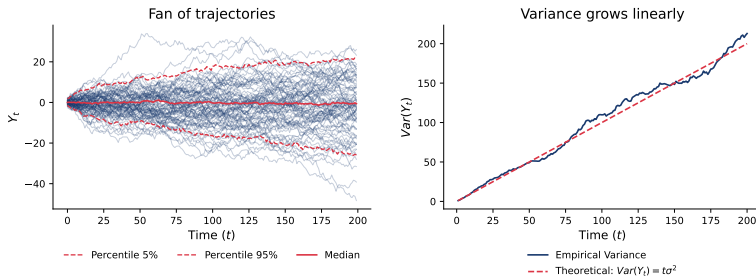 Fan of trajectories
Y_t
20
0
−20
−40
0 25 50 75 100 125 150 175 200
Time (t)
Percentile 5% Percentile 95% Median
Variance grows linearly
Var(Y_t)
200
150
100
50
0
0 25 50 75 100 125 150 175 200
Time (t)
Empirical Variance
Theoretical: Var(Y_t) = tσ²